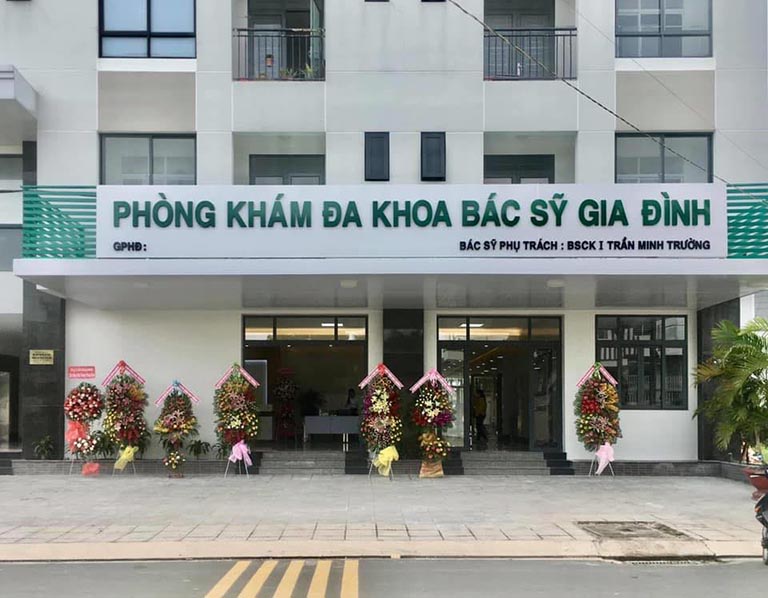 PHÒNG KHÁM ĐA KHOA BÁC SỸ GIA ĐÌNH
GPHĐ:
BÁC SỸ PHỤ TRÁCH : BSCK I TRẦN MINH TRƯỜNG